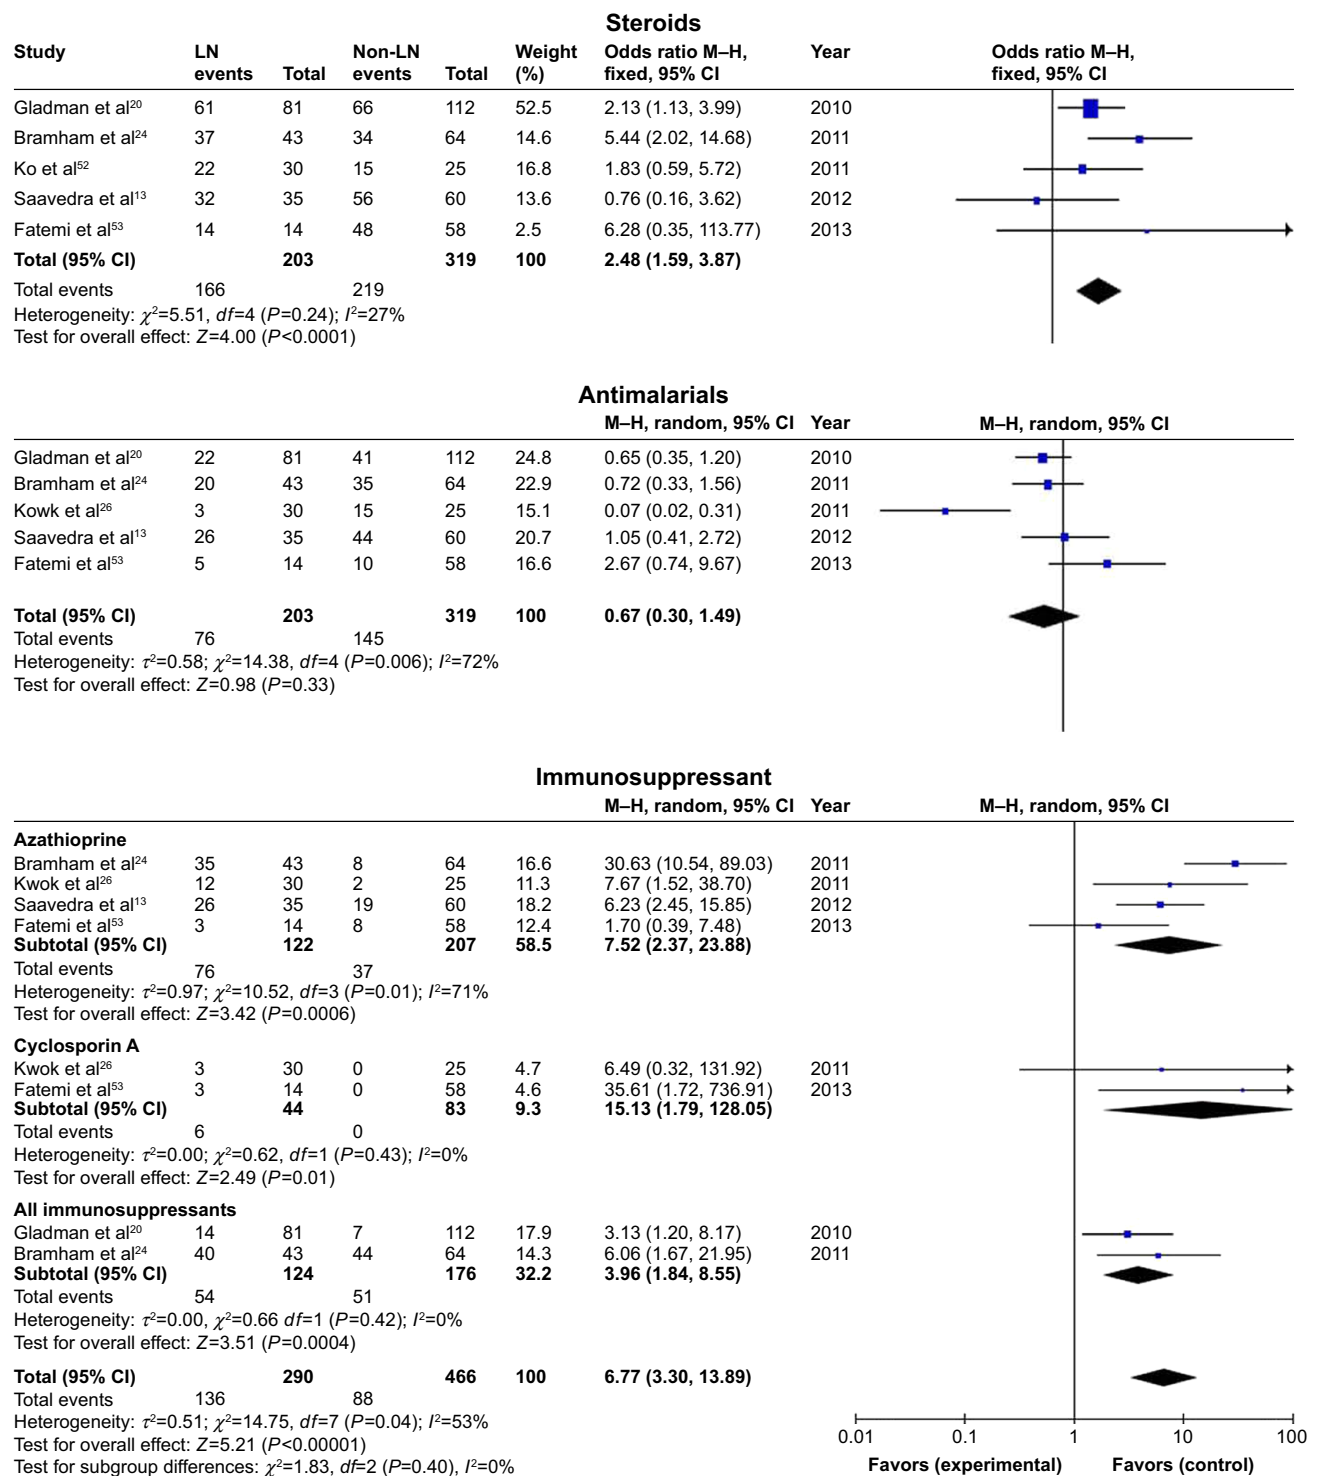 Steroids
Study LN events Total Non-LN events Total Weight (%) Odds ratio M–H, fixed, 95% CI Year Odds ratio M–H, fixed, 95% CI
Gladman et al20 61 81 66 112 52.5 2.13 (1.13, 3.99) 2010
Bramham et al24 37 43 34 64 14.6 5.44 (2.02, 14.68) 2011
Ko et al52 22 30 15 25 16.8 1.83 (0.59, 5.72) 2011
Saavedra et al13 32 35 56 60 13.6 0.76 (0.16, 3.62) 2012
Fatemi et al53 14 14 48 58 2.5 6.28 (0.35, 113.77) 2013
Total (95% CI) 203 319 100 2.48 (1.59, 3.87)
Total events 166 219
Heterogeneity: χ2=5.51, df=4 (P=0.24); I2=27%
Test for overall effect: Z=4.00 (P<0.0001)
Antimalarials
M–H, random, 95% CI Year M–H, random, 95% CI
Gladman et al20 22 81 41 112 24.8 0.65 (0.35, 1.20) 2010
Bramham et al24 20 43 35 64 22.9 0.72 (0.33, 1.56) 2011
Kowk et al26 3 30 15 25 15.1 0.07 (0.02, 0.31) 2011
Saavedra et al13 26 35 44 60 20.7 1.05 (0.41, 2.72) 2012
Fatemi et al53 5 14 10 58 16.6 2.67 (0.74, 9.67) 2013
Total (95% CI) 203 319 100 0.67 (0.30, 1.49)
Total events 76 145
Heterogeneity: τ2=0.58; χ2=14.38, df=4 (P=0.006); I2=72%
Test for overall effect: Z=0.98 (P=0.33)
Immunosuppressant
M–H, random, 95% CI Year M–H, random, 95% CI
Azathioprine
Bramham et al24 35 43 8 64 16.6 30.63 (10.54, 89.03) 2011
Kwok et al26 12 30 2 25 11.3 7.67 (1.52, 38.70) 2011
Saavedra et al13 26 35 19 60 18.2 6.23 (2.45, 15.85) 2012
Fatemi et al53 3 14 8 58 12.4 1.70 (0.39, 7.48) 2013
Subtotal (95% CI) 122 207 58.5 7.52 (2.37, 23.88)
Total events 76 37
Heterogeneity: τ2=0.97; χ2=10.52, df=3 (P=0.01); I2=71%
Test for overall effect: Z=3.42 (P=0.0006)
Cyclosporin A
Kwok et al26 3 30 0 25 4.7 6.49 (0.32, 131.92) 2011
Fatemi et al53 3 14 0 58 4.6 35.61 (1.72, 736.91) 2013
Subtotal (95% CI) 44 83 9.3 15.13 (1.79, 128.05)
Total events 6 0
Heterogeneity: τ2=0.00; χ2=0.62, df=1 (P=0.43); I2=0%
Test for overall effect: Z=2.49 (P=0.01)
All immunosuppressants
Gladman et al20 14 81 7 112 17.9 3.13 (1.20, 8.17) 2010
Bramham et al24 40 43 44 64 14.3 6.06 (1.67, 21.95) 2011
Subtotal (95% CI) 124 176 32.2 3.96 (1.84, 8.55)
Total events 54 51
Heterogeneity: τ2=0.00, χ2=0.66 df=1 (P=0.42); I2=0%
Test for overall effect: Z=3.51 (P=0.0004)
Total (95% CI) 290 466 100 6.77 (3.30, 13.89)
Total events 136 88
Heterogeneity: τ2=0.51; χ2=14.75, df=7 (P=0.04); I2=53%
Test for overall effect: Z=5.21 (P<0.00001)
Test for subgroup differences: χ2=1.83, df=2 (P=0.40), I2=0%
0.01 0.1 1 10 100
Favors (experimental) Favors (control)